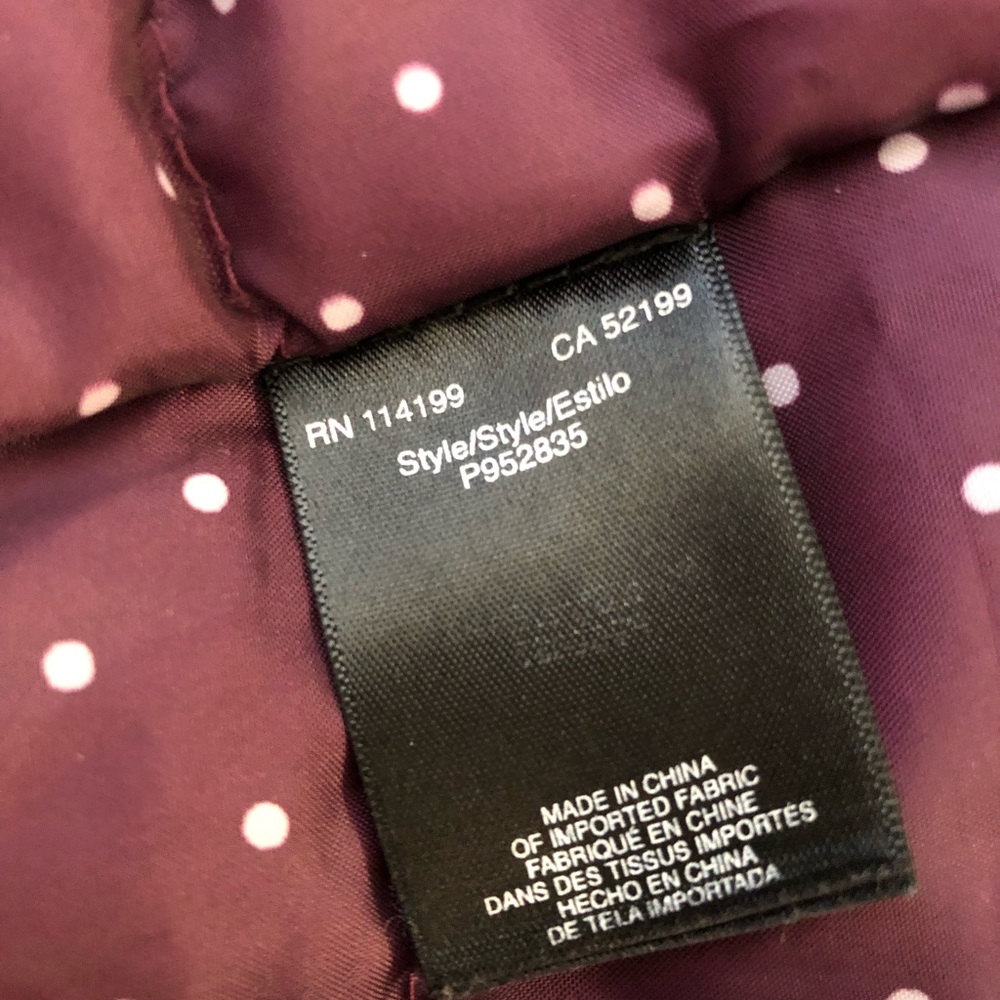 RN 114199 CA 52199
Style/Style/Estilo
P952835
MADE IN CHINA
OF IMPORTED FABRIC
FABRIQUÉ EN CHINE
DANS DES TISSUS IMPORTÉS
HECHO EN CHINA
DE TELA IMPORTADA